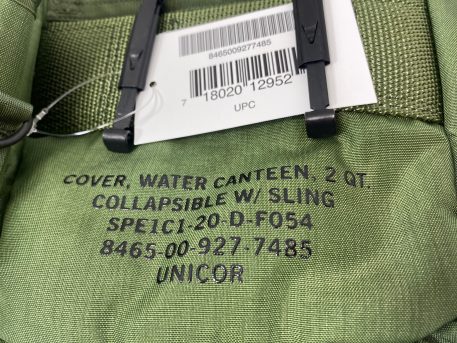 8465009277485
7 18020 12952
UPC
COVER, WATER CANTEEN, 2 QT.
COLLAPSIBLE W/ SLING
SPE1C1-20-D-F054
8465-00-927-7485
UNICOR